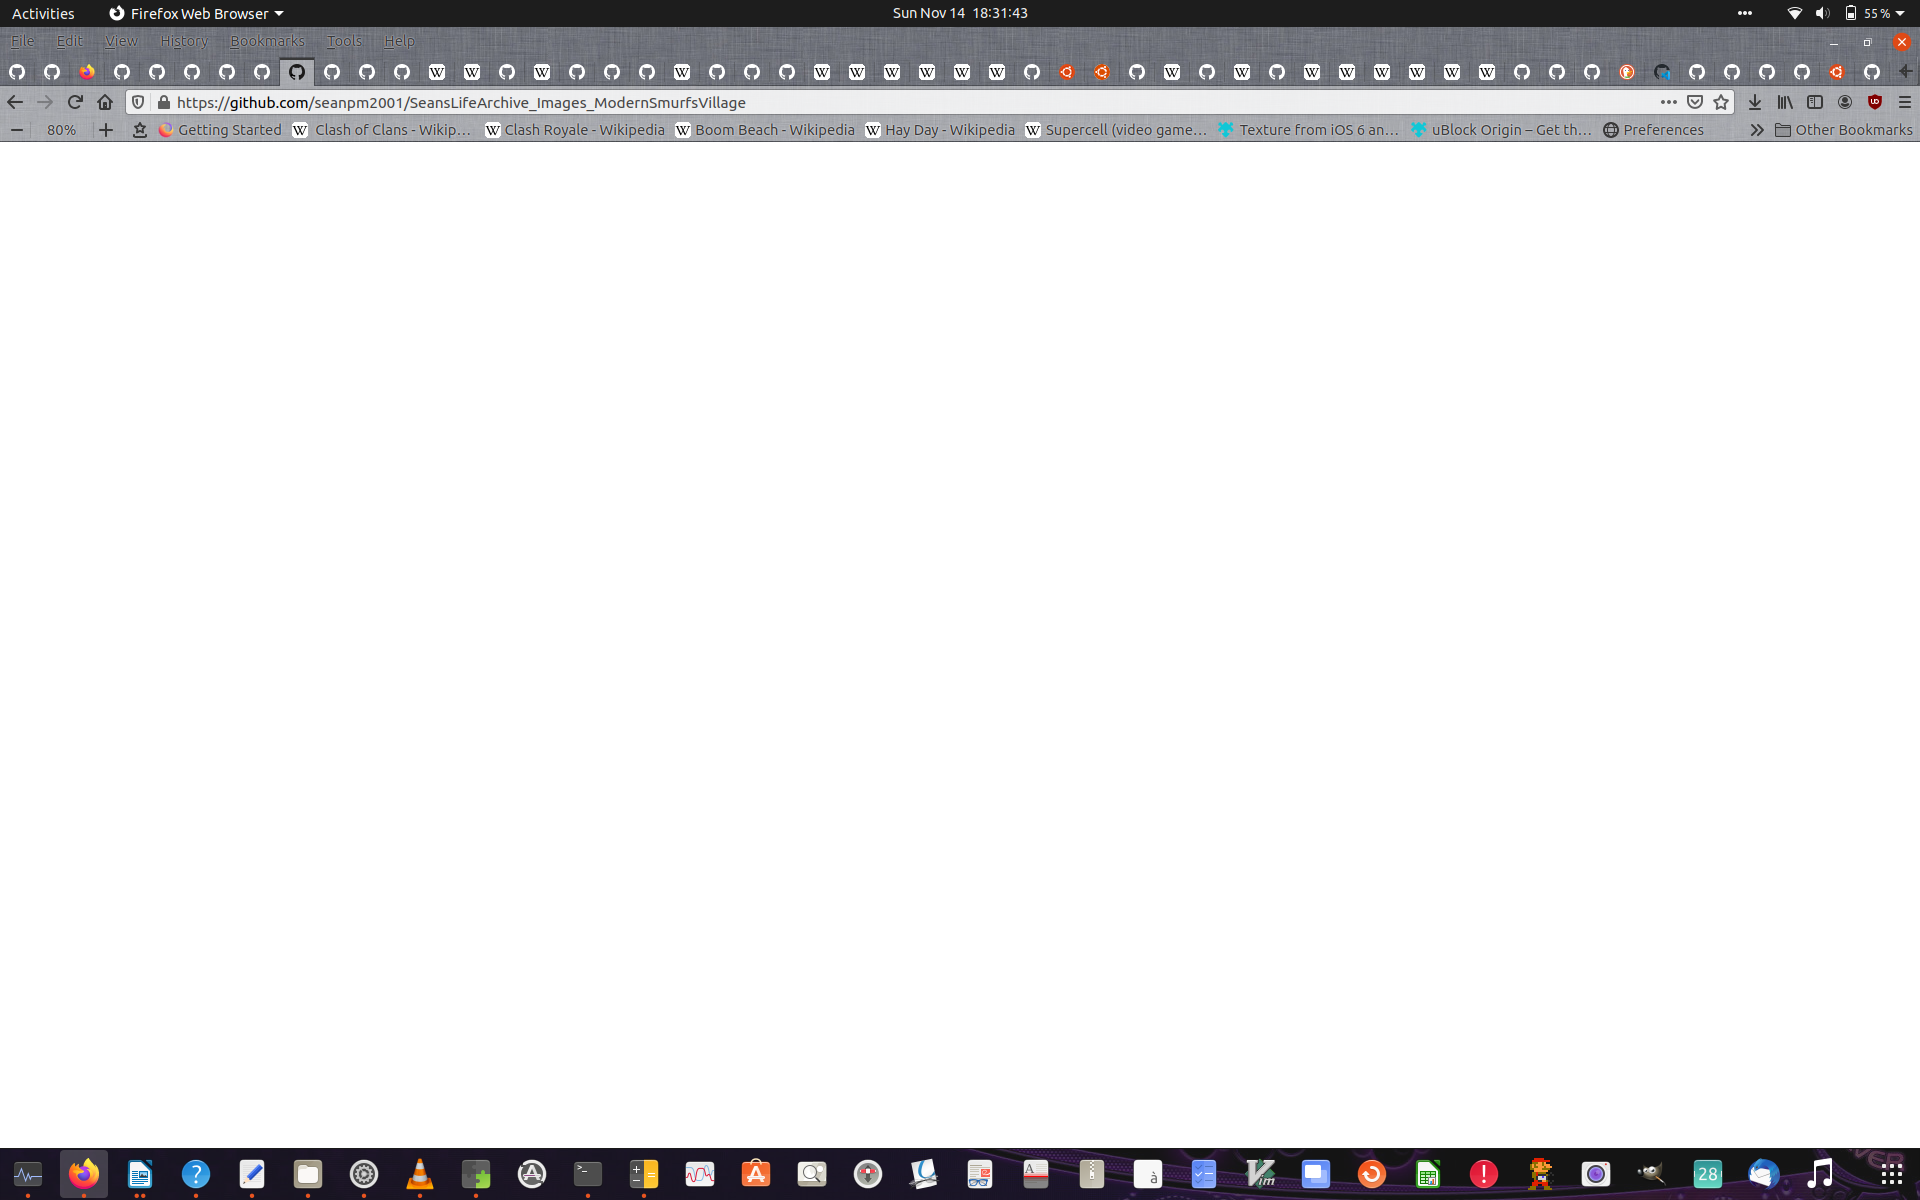 Activities Firefox Web Browser Sun Nov 14 18:31:43 55 %
File Edit View History Bookmarks Tools Help
https://github.com/seanpm2001/SeansLifeArchive_Images_ModernSmurfsVillage
80% Getting Started Clash of Clans - Wikip… Clash Royale - Wikipedia Boom Beach - Wikipedia Hay Day - Wikipedia Supercell (video game… Texture from iOS 6 an… uBlock Origin – Get th… Preferences Other Bookmarks
28